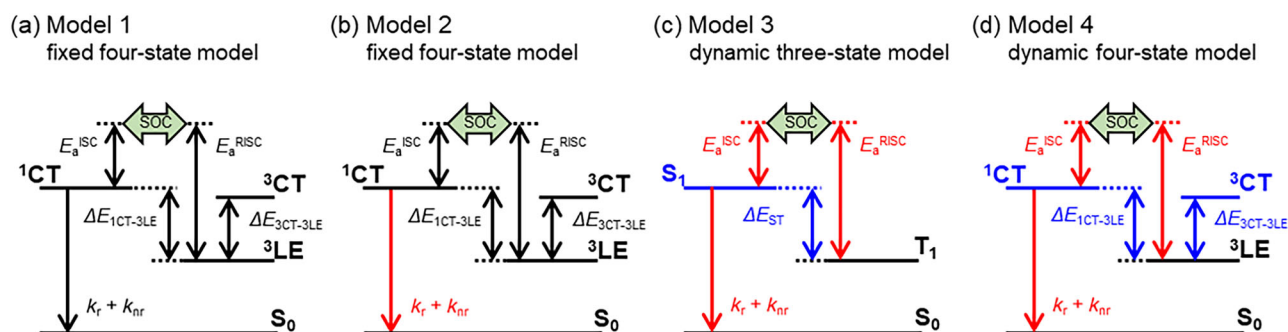 (a) Model 1
fixed four-state model
SOC
Eₐᴵˢᶜ
Eₐᴿᴵˢᶜ
¹CT
³CT
ΔE₁CT-₃LE
ΔE₃CT-₃LE
³LE
kᵣ + kₙᵣ
S₀
(b) Model 2
fixed four-state model
SOC
Eₐᴵˢᶜ
Eₐᴿᴵˢᶜ
¹CT
³CT
ΔE₁CT-₃LE
ΔE₃CT-₃LE
³LE
kᵣ + kₙᵣ
S₀
(c) Model 3
dynamic three-state model
SOC
Eₐᴵˢᶜ
Eₐᴿᴵˢᶜ
S₁
ΔE_ST
T₁
kᵣ + kₙᵣ
S₀
(d) Model 4
dynamic four-state model
SOC
Eₐᴵˢᶜ
Eₐᴿᴵˢᶜ
¹CT
³CT
ΔE₁CT-₃LE
ΔE₃CT-₃LE
³LE
kᵣ + kₙᵣ
S₀